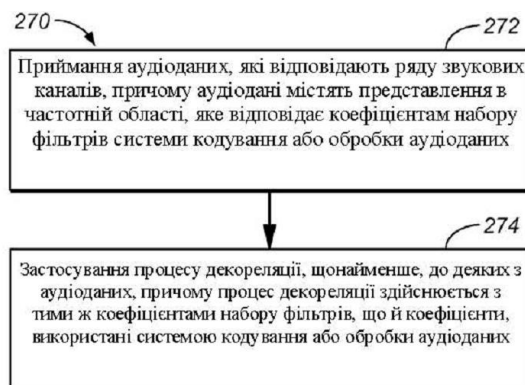 270
272
Приймання аудіоданих, які відповідають ряду звукових
каналів, причому аудіодані містять представлення в
частотній області, яке відповідає коефіцієнтам набору
фільтрів системи кодування або обробки аудіоданих
274
Застосування процесу декореляції, щонайменше, до деяких з
аудіоданих, причому процес декореляції здійснюється з
тими ж коефіцієнтами набору фільтрів, що й коефіцієнти,
використані системою кодування або обробки аудіоданих